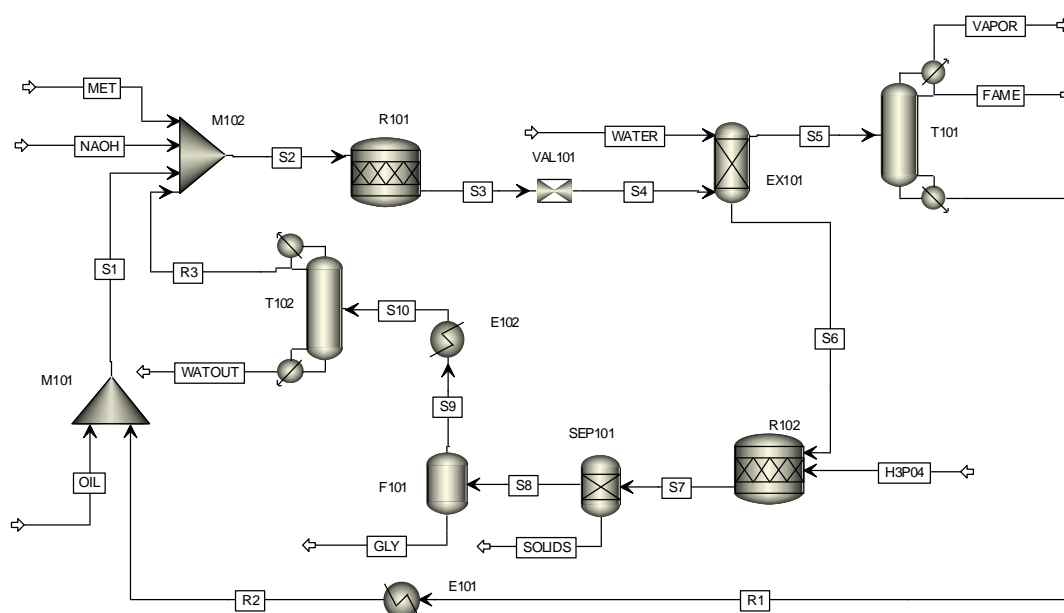 VAPOR
MET
M102
R101
FAME
NAOH
WATER
S5
T101
S2
VAL101
S3
S4
EX101
S1
R3
T102
S10
E102
S6
WATOUT
M101
S9
SEP101
R102
OIL
F101
S8
S7
H3P04
GLY
SOLIDS
R2
E101
R1